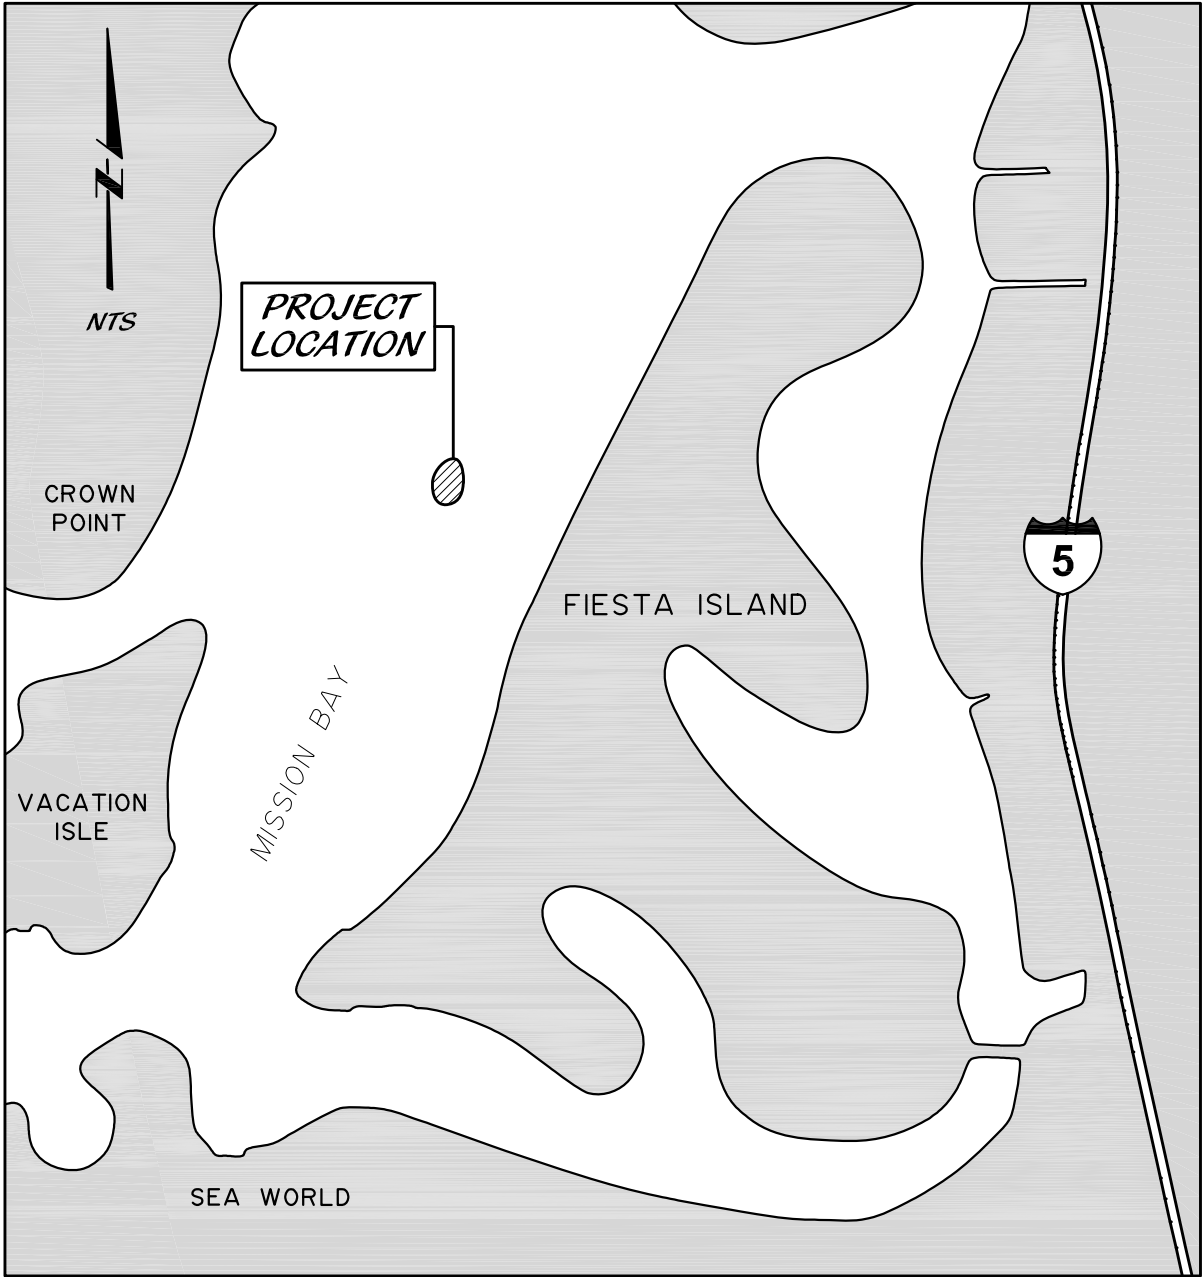 N
NTS
PROJECT
LOCATION
CROWN
POINT
5
FIESTA ISLAND
MISSION BAY
VACATION
ISLE
SEA WORLD